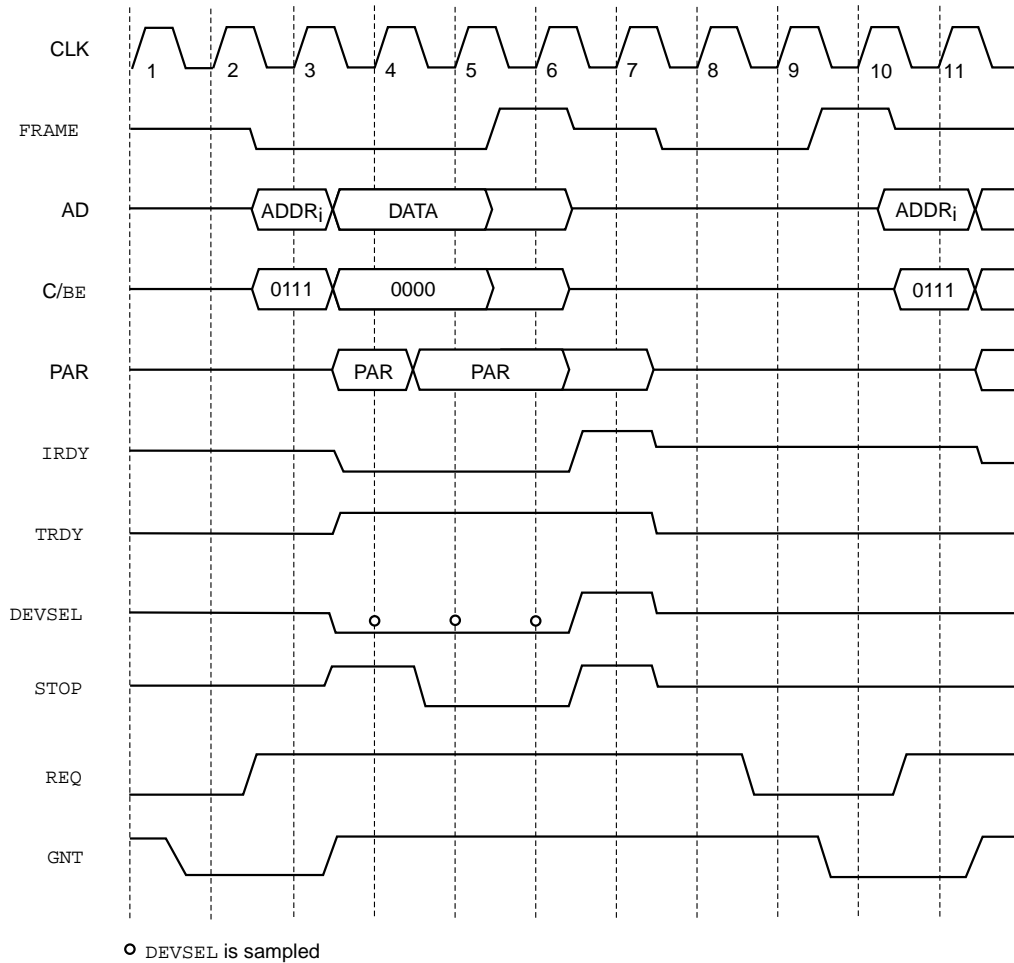 CLK
1 2 3 4 5 6 7 8 9 10 11
FRAME
AD
ADDRi DATA ADDRi
C/BE
0111 0000 0111
PAR
PAR PAR
IRDY
TRDY
DEVSEL
STOP
REQ
GNT
DEVSEL is sampled